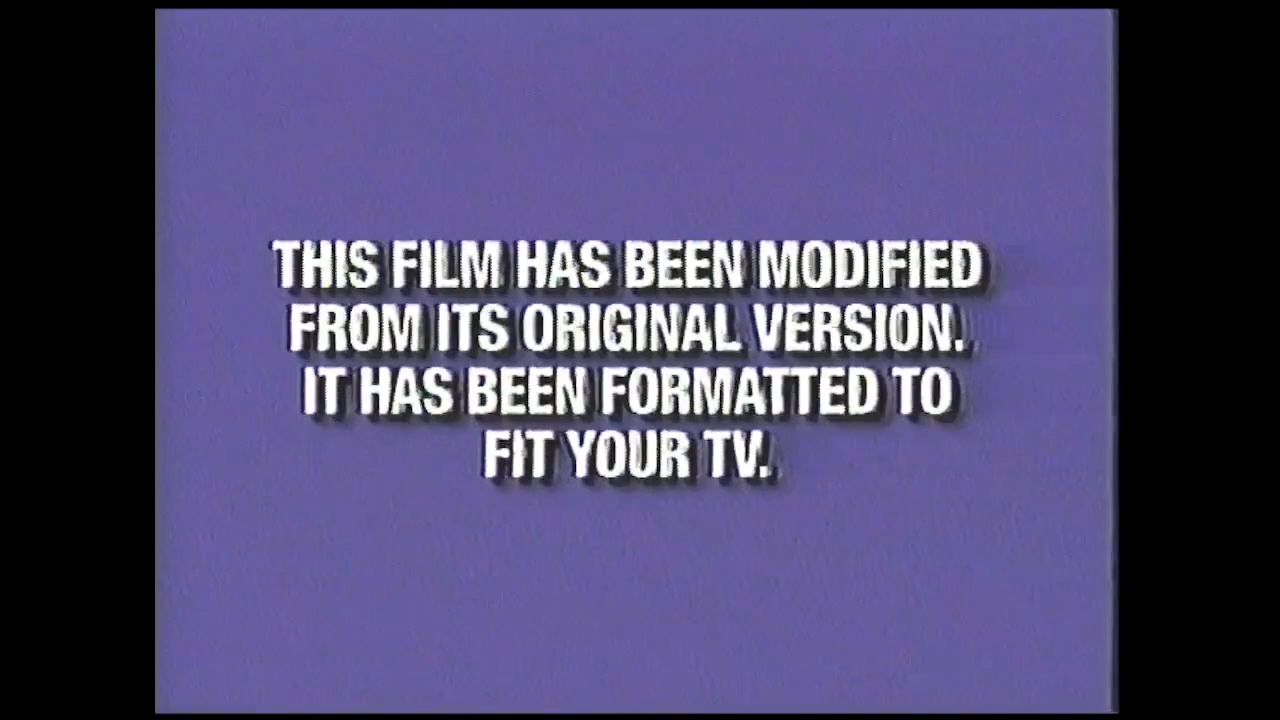 THIS FILM HAS BEEN MODIFIED
FROM ITS ORIGINAL VERSION.
IT HAS BEEN FORMATTED TO
FIT YOUR TV.